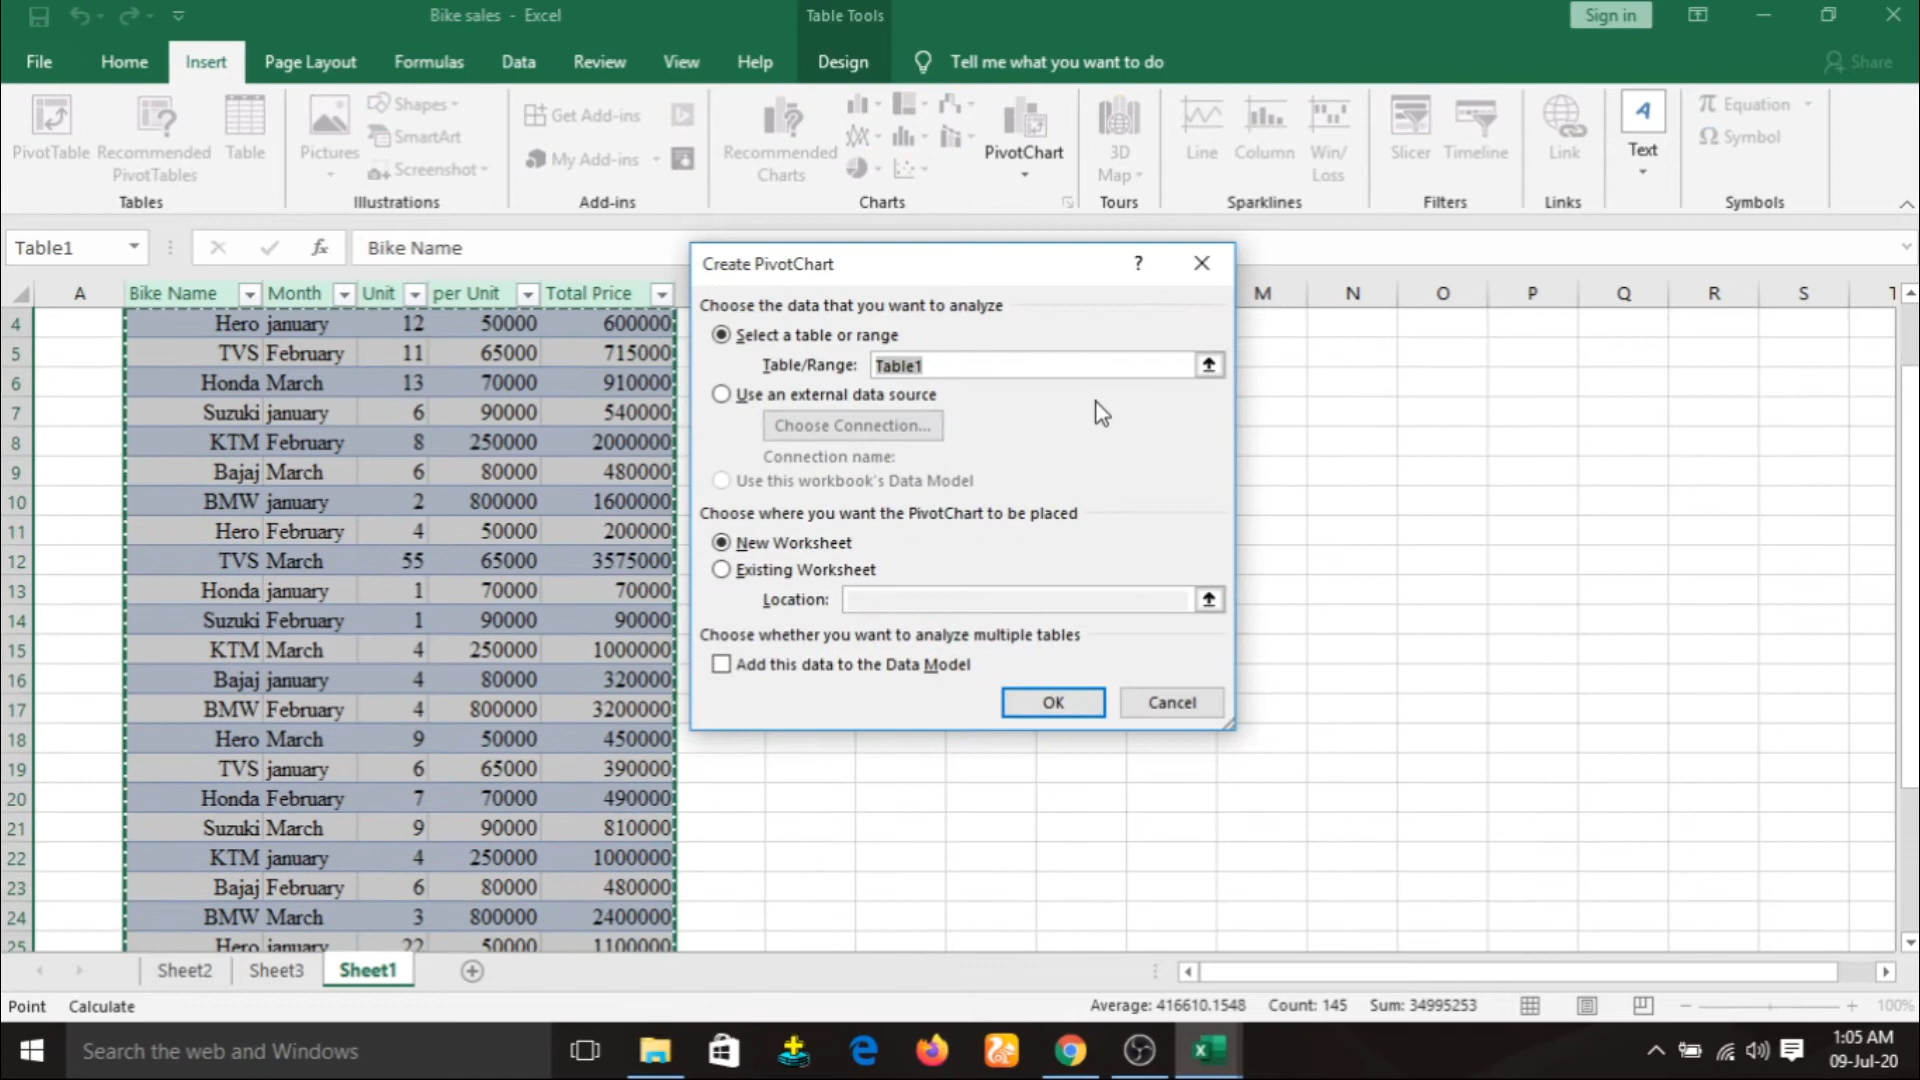 Bike sales - Excel
Table Tools
Sign in
File
Home
Insert
Page Layout
Formulas
Data
Review
View
Help
Design
Tell me what you want to do
Share
PivotTable
Recommended
PivotTables
Table
Tables
Pictures
Shapes
SmartArt
Screenshot
Illustrations
Get Add-ins
My Add-ins
Add-ins
Recommended
Charts
PivotChart
Charts
3D
Map
Tours
Line
Column
Win/
Loss
Sparklines
Slicer
Timeline
Filters
Link
Links
A
Text
π Equation
Ω Symbol
Symbols
Table1
fx
Bike Name
A
Bike Name Month Unit per Unit Total Price
M N O P Q R S T
4 Hero january 12 50000 600000
5 TVS February 11 65000 715000
6 Honda March 13 70000 910000
7 Suzuki january 6 90000 540000
8 KTM February 8 250000 2000000
9 Bajaj March 6 80000 480000
10 BMW january 2 800000 1600000
11 Hero February 4 50000 200000
12 TVS March 55 65000 3575000
13 Honda january 1 70000 70000
14 Suzuki February 1 90000 90000
15 KTM March 4 250000 1000000
16 Bajaj january 4 80000 320000
17 BMW February 4 800000 3200000
18 Hero March 9 50000 450000
19 TVS january 6 65000 390000
20 Honda February 7 70000 490000
21 Suzuki March 9 90000 810000
22 KTM january 4 250000 1000000
23 Bajaj February 6 80000 480000
24 BMW March 3 800000 2400000
25 Hero january 22 50000 1100000
Create PivotChart
?
Choose the data that you want to analyze
Select a table or range
Table/Range: Table1
Use an external data source
Choose Connection...
Connection name:
Use this workbook's Data Model
Choose where you want the PivotChart to be placed
New Worksheet
Existing Worksheet
Location:
Choose whether you want to analyze multiple tables
Add this data to the Data Model
OK
Cancel
Sheet2
Sheet3
Sheet1
Point
Calculate
Average: 416610.1548
Count: 145
Sum: 34995253
100%
Search the web and Windows
1:05 AM
09-Jul-20